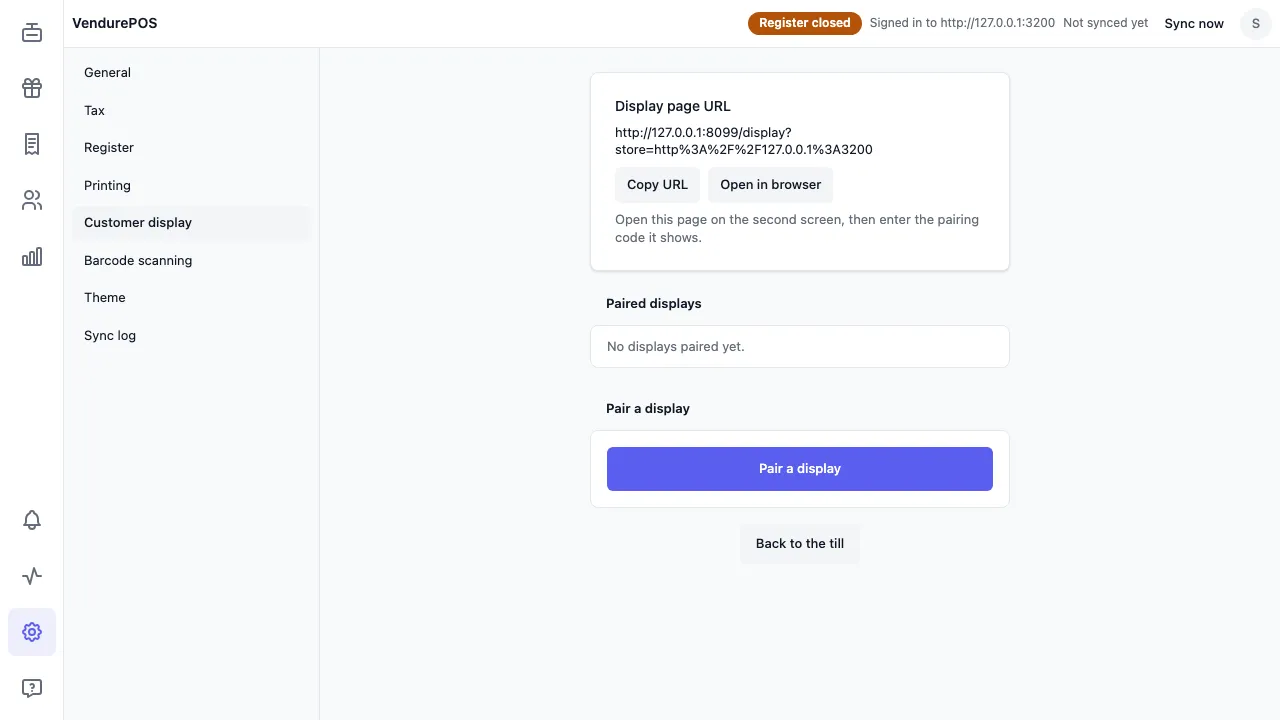 VendurePOS
Register closed
Signed in to http://127.0.0.1:3200
Not synced yet
Sync now
S
General
Tax
Register
Printing
Customer display
Barcode scanning
Theme
Sync log
Display page URL
http://127.0.0.1:8099/display?
store=http%3A%2F%2F127.0.0.1%3A3200
Copy URL
Open in browser
Open this page on the second screen, then enter the pairing
code it shows.
Paired displays
No displays paired yet.
Pair a display
Pair a display
Back to the till